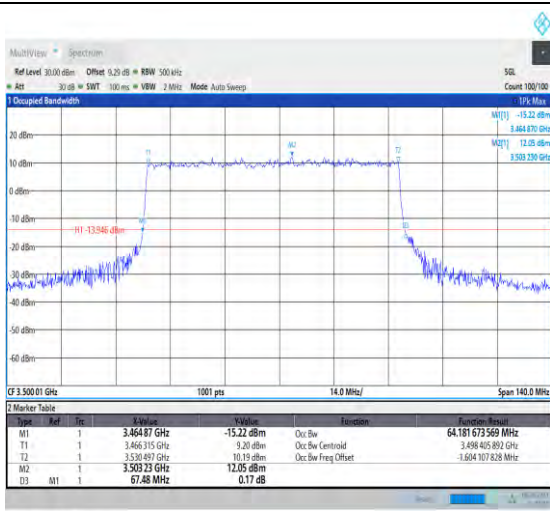 MultiView Spectrum
Ref Level 30.00 dBm Offset 9.29 dB RBW 500 kHz SGL
Att 30 dB SWT 100 ms VBW 2 MHz Mode Auto Sweep Count 100/100
1 Occupied Bandwidth 1Pk Max
M1[1] -15.22 dBm
3.464 870 GHz
M2[1] 12.05 dBm
3.503 230 GHz
20 dBm
10 dBm
0 dBm
-10 dBm
-20 dBm
-30 dBm
-40 dBm
-50 dBm
-60 dBm
T1
M2
T2
M1
D3
H1 -13.946 dBm
CF 3.500 01 GHz 1001 pts 14.0 MHz/ Span 140.0 MHz
2 Marker Table
Type Ref Trc X-Value Y-Value Function Function Result
M1 1 3.464 87 GHz -15.22 dBm Occ Bw 64.181 673 569 MHz
T1 1 3.466 315 GHz 9.20 dBm Occ Bw Centroid 3.498 405 892 GHz
T2 1 3.530 497 GHz 10.19 dBm Occ Bw Freq Offset -1.604 107 828 MHz
M2 1 3.503 23 GHz 12.05 dBm
D3 M1 1 67.48 MHz 0.17 dB